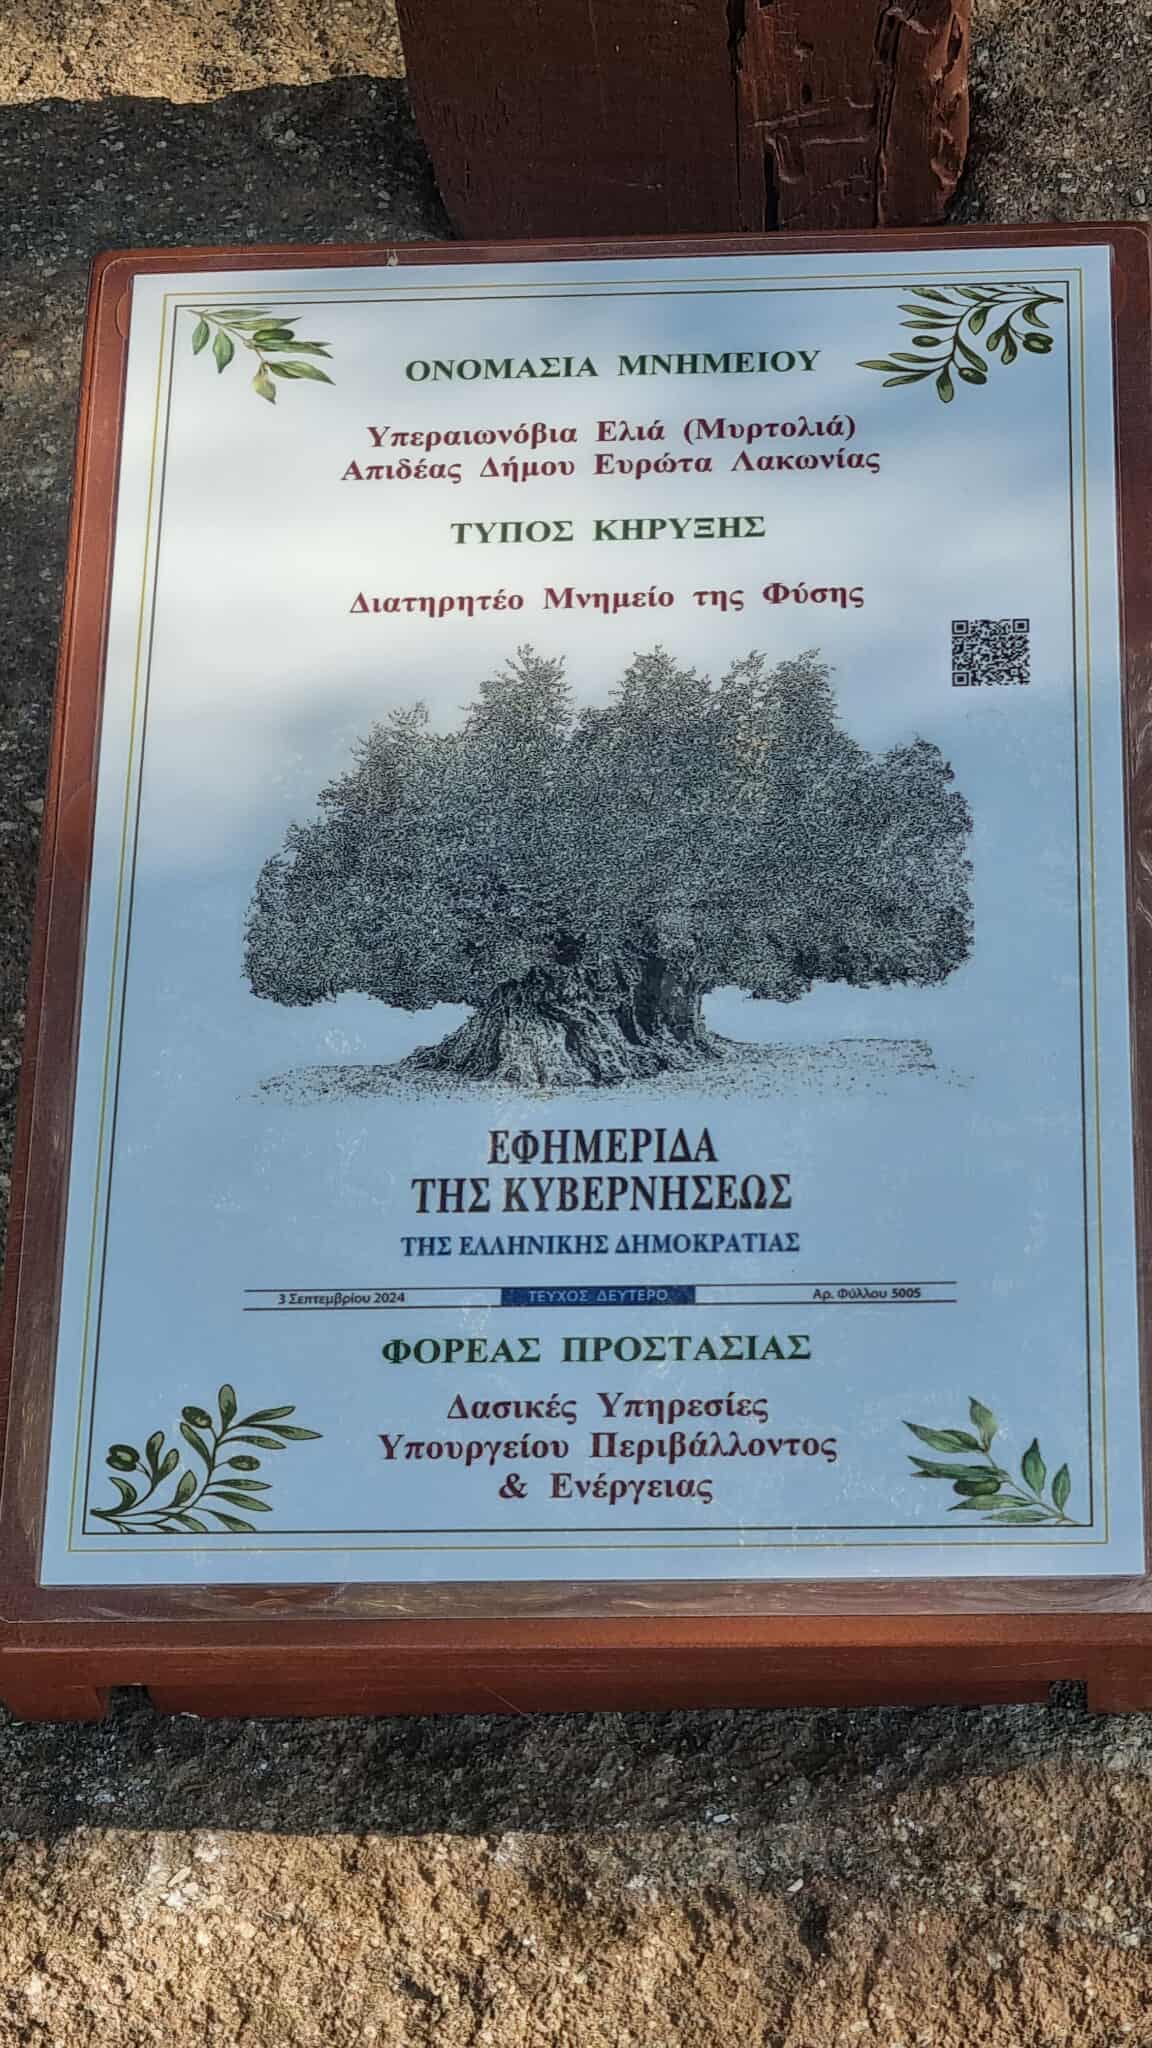 ΟΝΟΜΑΣΙΑ ΜΝΗΜΕΙΟΥ
Υπεραιωνόβια Ελιά (Μυρτολιά)
Απιδέας Δήμου Ευρώτα Λακωνίας
ΤΥΠΟΣ ΚΗΡΥΞΗΣ
Διατηρητέο Μνημείο της Φύσης
ΕΦΗΜΕΡΙΔΑ
ΤΗΣ ΚΥΒΕΡΝΗΣΕΩΣ
ΤΗΣ ΕΛΛΗΝΙΚΗΣ ΔΗΜΟΚΡΑΤΙΑΣ
3 Σεπτεμβρίου 2024 ΤΕΥΧΟΣ ΔΕΥΤΕΡΟ Αρ. Φύλλου 5005
ΦΟΡΕΑΣ ΠΡΟΣΤΑΣΙΑΣ
Δασικές Υπηρεσίες
Υπουργείου Περιβάλλοντος
& Ενέργειας